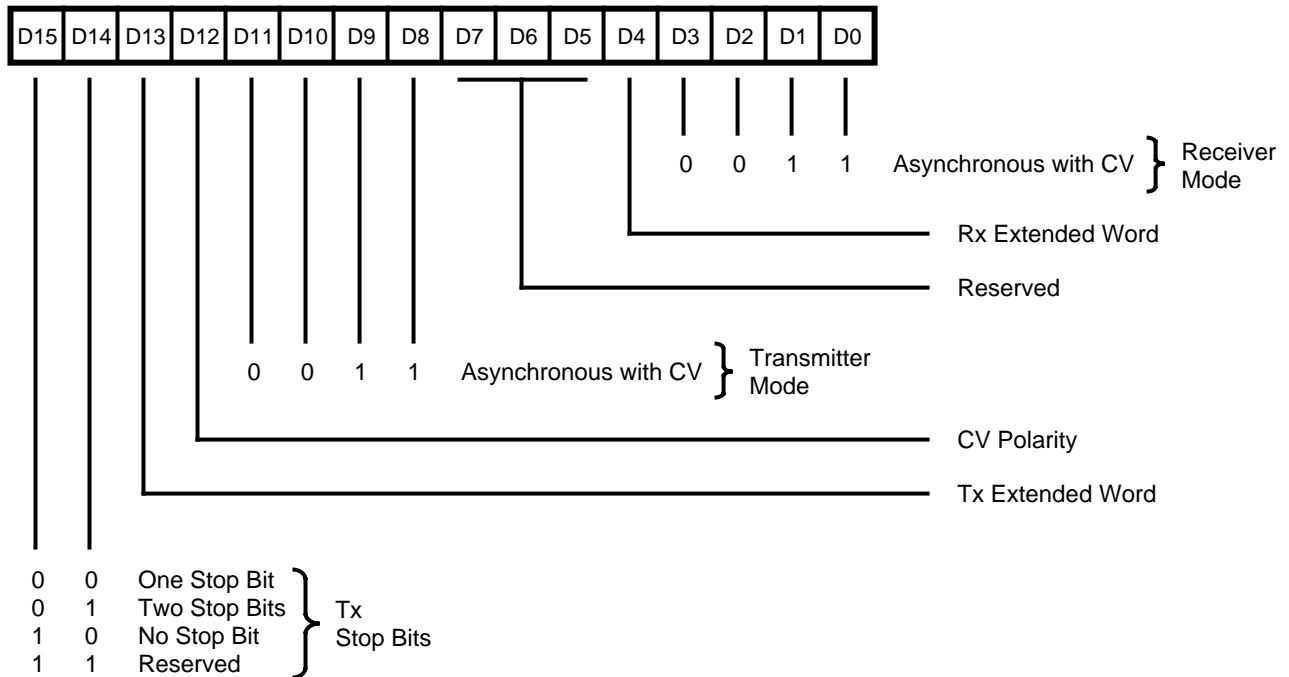 D15 D14 D13 D12 D11 D10 D9 D8 D7 D6 D5 D4 D3 D2 D1 D0
0 0 1 1 Asynchronous with CV Receiver Mode
Rx Extended Word
Reserved
0 0 1 1 Asynchronous with CV Transmitter Mode
CV Polarity
Tx Extended Word
0 0 One Stop Bit
0 1 Two Stop Bits
1 0 No Stop Bit
1 1 Reserved
Tx
Stop Bits